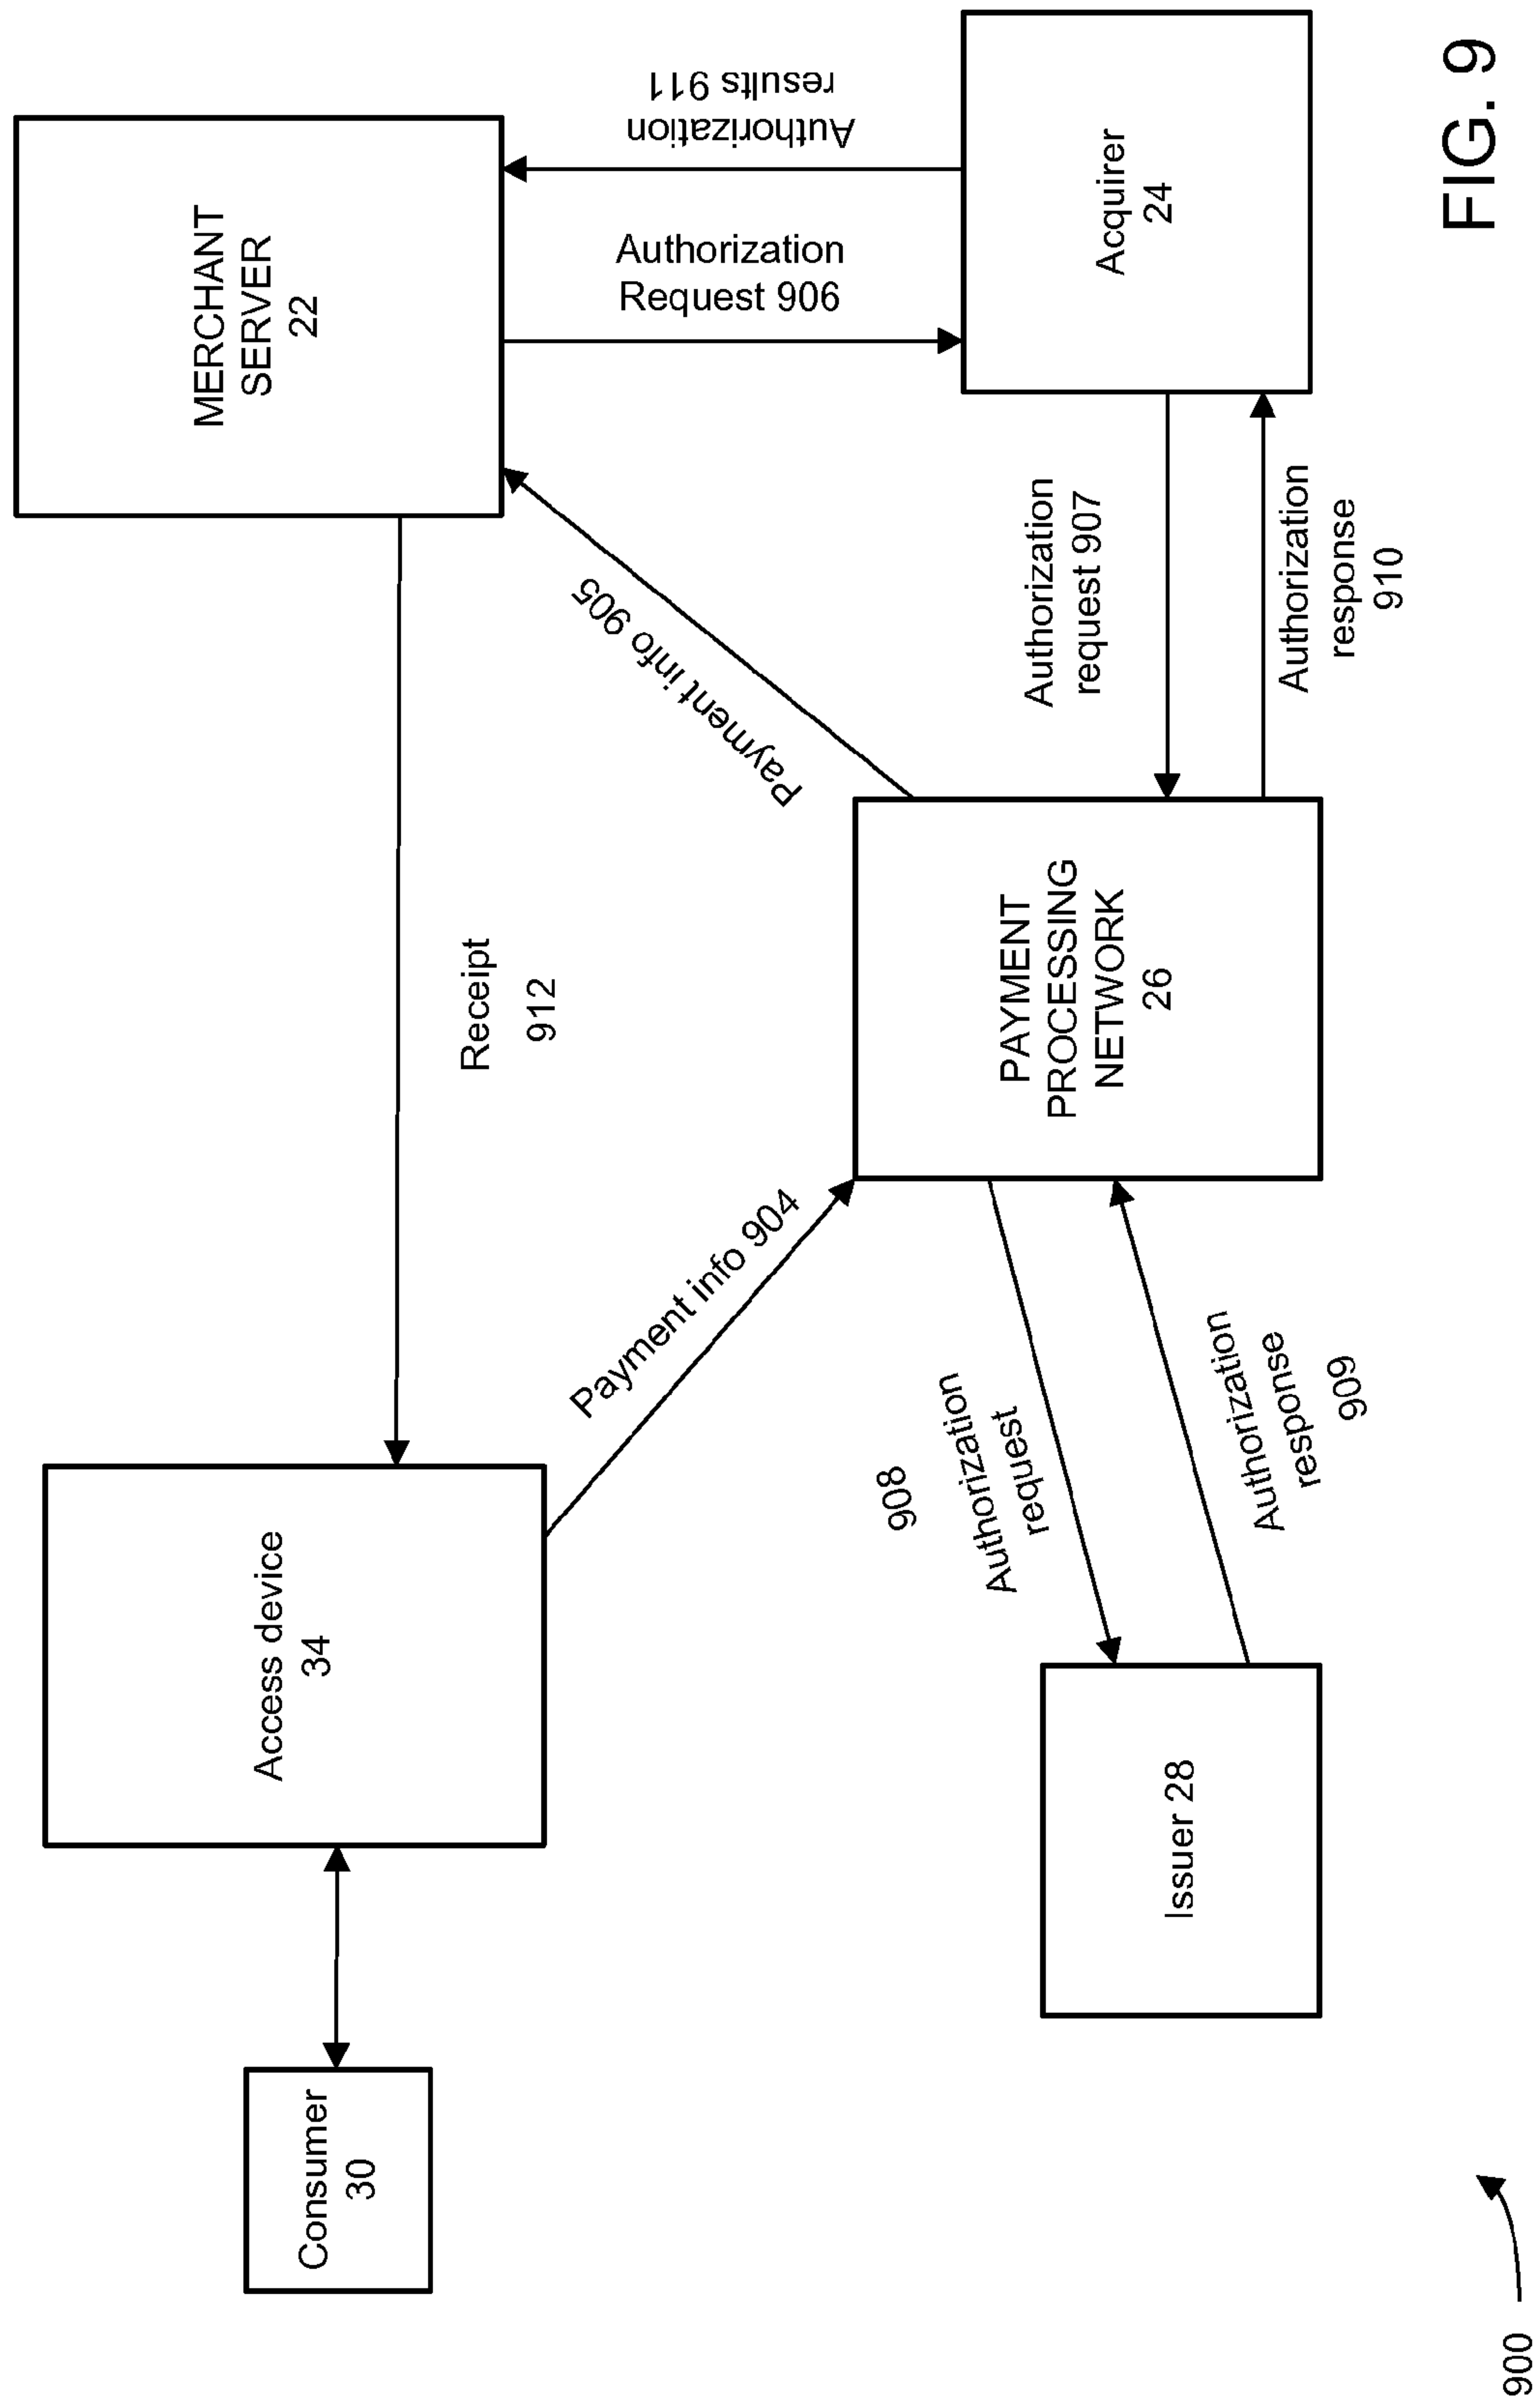 Consumer
30
Access device
34
Receipt
912
MERCHANT
SERVER
22
Payment info 904
Payment info 905
Authorization
Request 906
Authorization
results 911
908
Authorization
request
Authorization
response
909
Issuer 28
PAYMENT
PROCESSING
NETWORK
26
Authorization
request 907
Authorization
response
910
Acquirer
24
900
FIG. 9